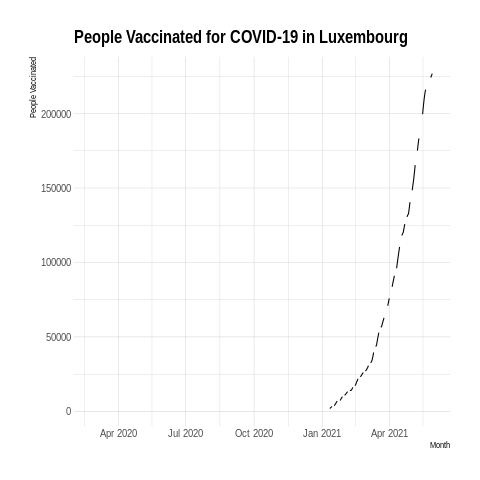 People Vaccinated for COVID-19 in Luxembourg
People Vaccinated
200000
150000
100000
50000
0
Apr 2020 Jul 2020 Oct 2020 Jan 2021 Apr 2021
Month